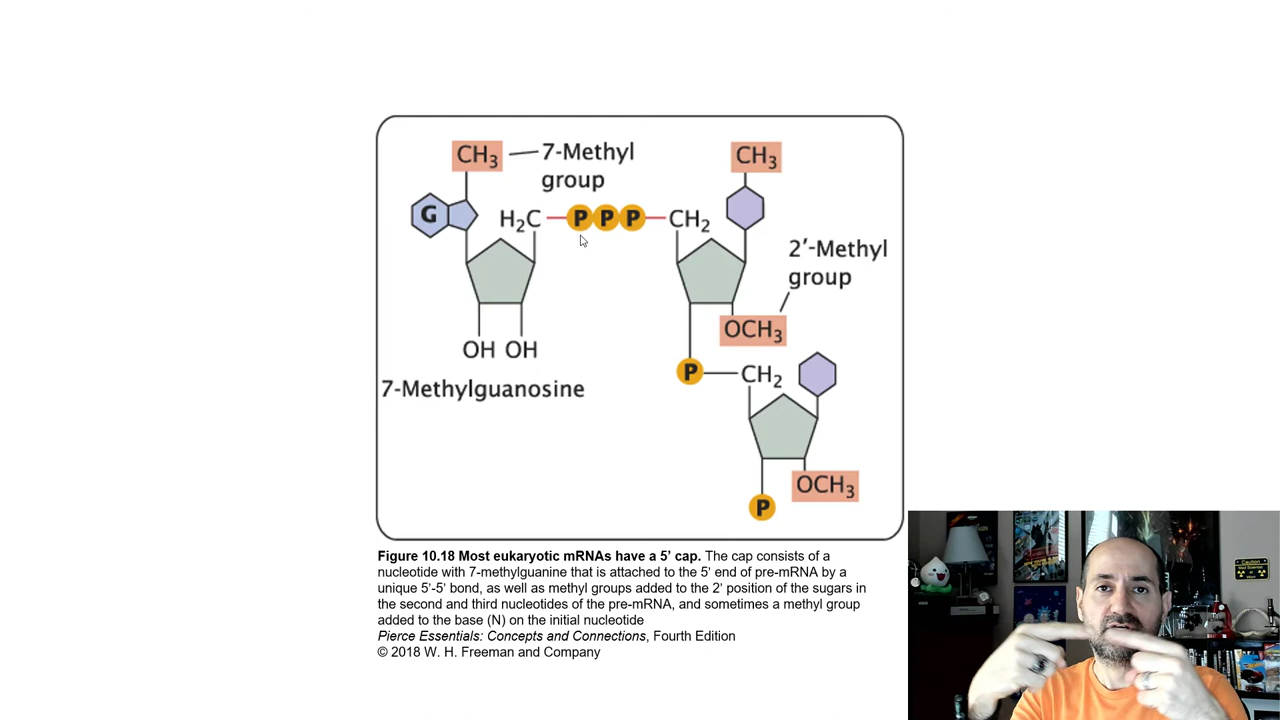 CH3
7-Methyl
group
G
H2C
P P P
CH2
CH3
2′-Methyl
group
OCH3
OH OH
7-Methylguanosine
P
CH2
OCH3
P
Figure 10.18 Most eukaryotic mRNAs have a 5’ cap. The cap consists of a
nucleotide with 7-methylguanine that is attached to the 5’ end of pre-mRNA by a
unique 5'-5' bond, as well as methyl groups added to the 2’ position of the sugars in
the second and third nucleotides of the pre-mRNA, and sometimes a methyl group
added to the base (N) on the initial nucleotide
Pierce Essentials: Concepts and Connections, Fourth Edition
© 2018 W. H. Freeman and Company